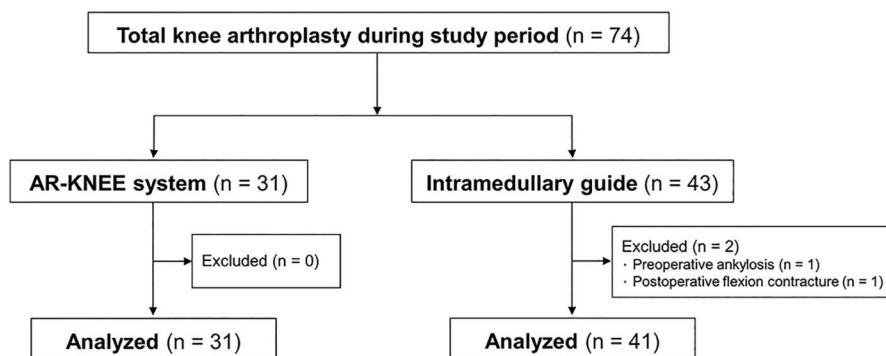 Total knee arthroplasty during study period (n = 74)
AR-KNEE system (n = 31)
Intramedullary guide (n = 43)
Excluded (n = 0)
Excluded (n = 2)
· Preoperative ankylosis (n = 1)
· Postoperative flexion contracture (n = 1)
Analyzed (n = 31)
Analyzed (n = 41)